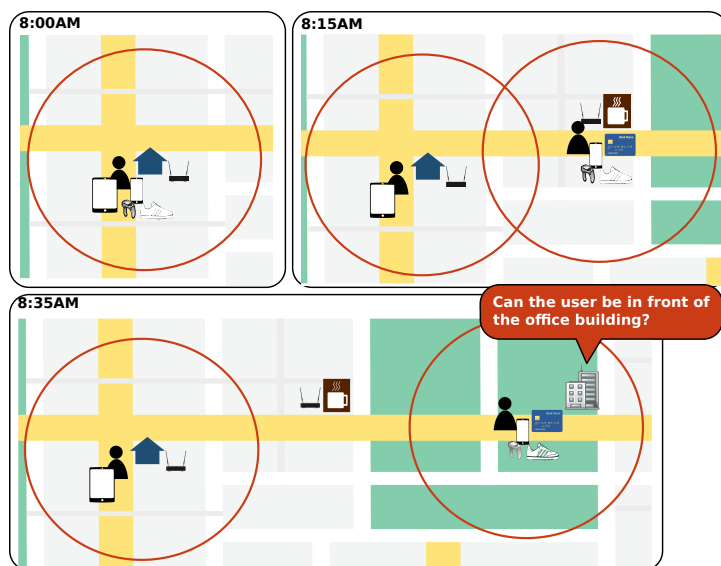 8:00AM
8:15AM
8:35AM
Can the user be in front of
the office building?